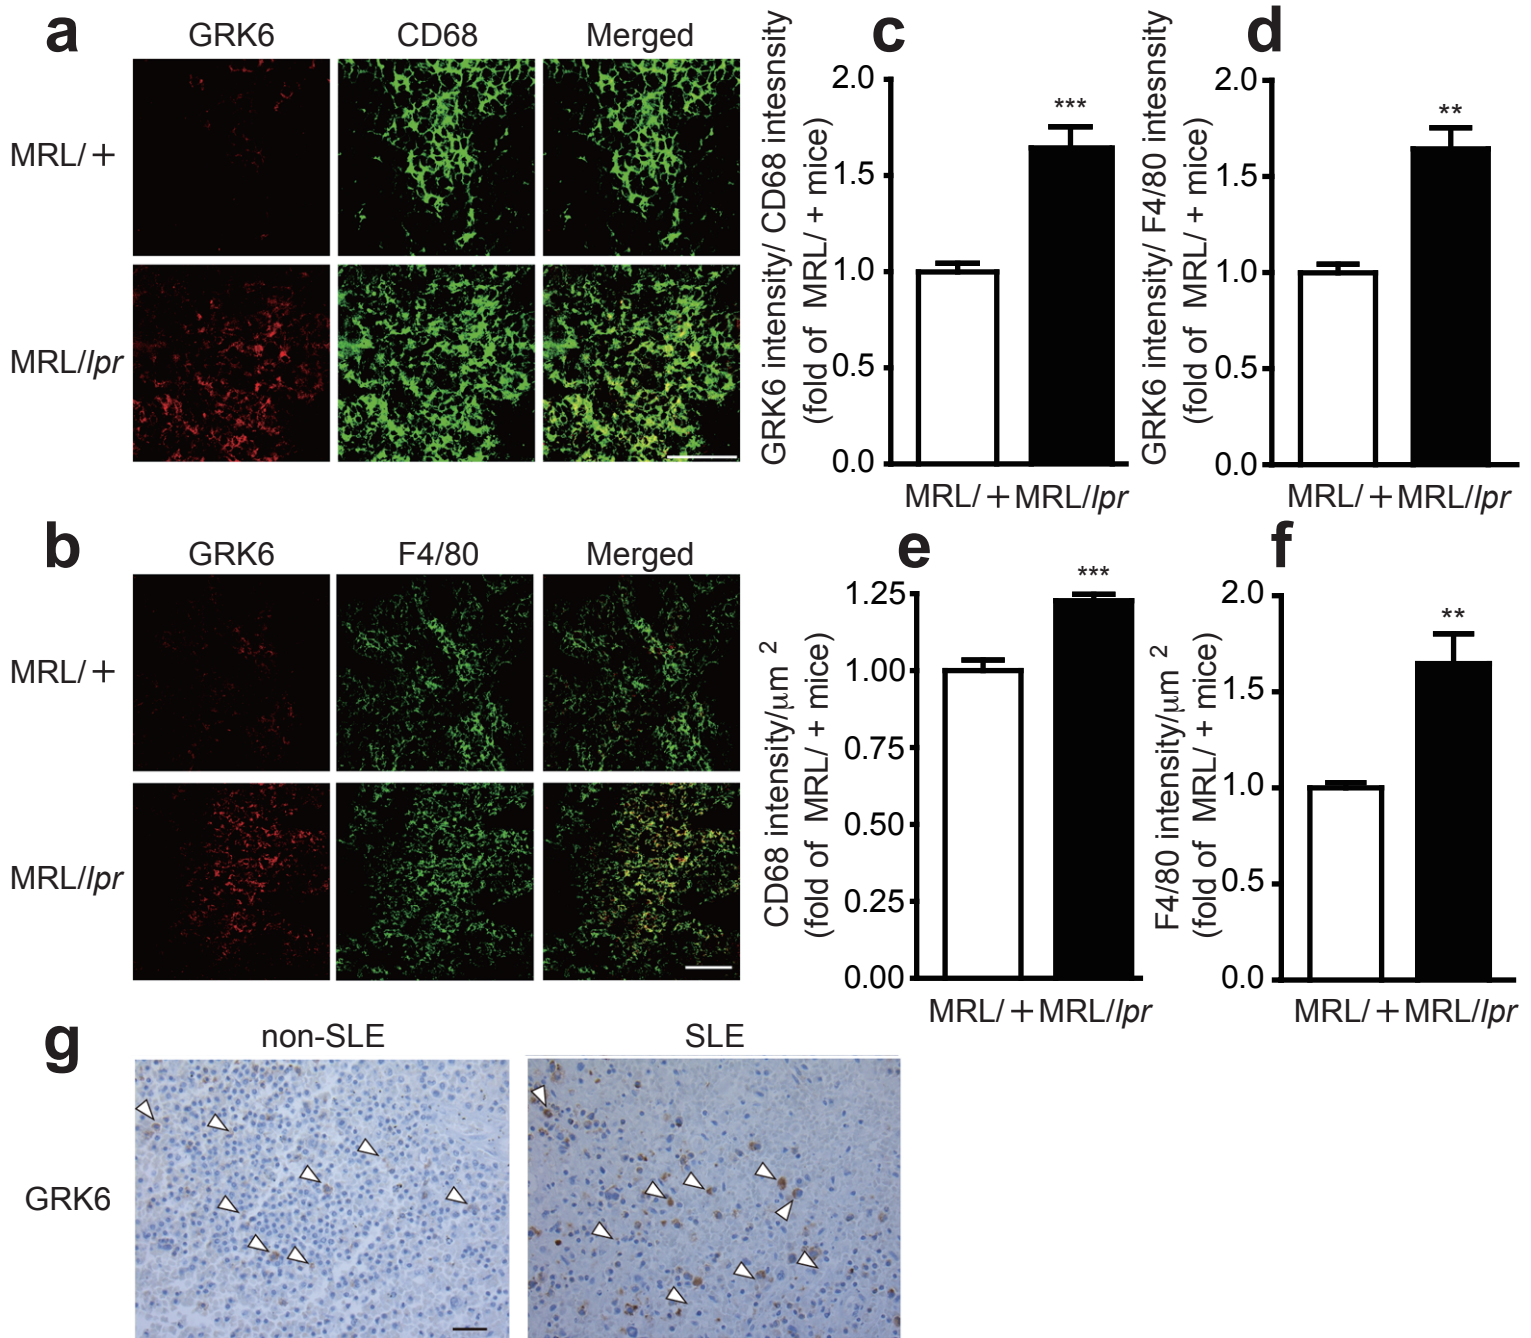 a
GRK6 CD68 Merged
MRL/+
MRL/lpr
b
GRK6 F4/80 Merged
MRL/+
MRL/lpr
c
GRK6 intensity/ CD68 intesnsity
(fold of MRL/ + mice)
2.0
1.5
1.0
0.5
0.0
***
MRL/+ MRL/lpr
d
GRK6 intensity/ F4/80 intesnsity
(fold of MRL/ + mice)
2.0
1.5
1.0
0.5
0.0
**
MRL/+ MRL/lpr
e
CD68 intensity/μm 2
(fold of MRL/ + mice)
1.25
1.00
0.75
0.50
0.25
0.00
***
MRL/+ MRL/lpr
f
F4/80 intensity/μm 2
(fold of MRL/ + mice)
2.0
1.5
1.0
0.5
0.0
**
MRL/+ MRL/lpr
g
non-SLE SLE
GRK6